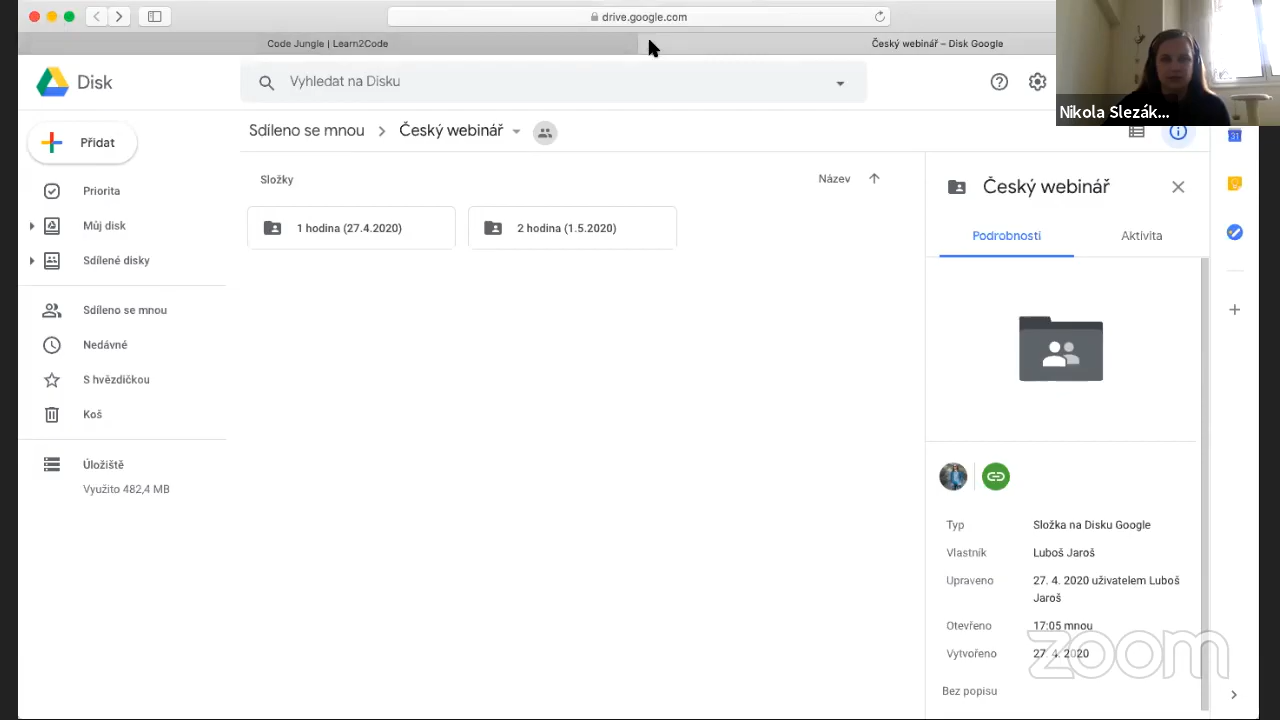 drive.google.com
Code Jungle | Learn2Code
Český webinář – Disk Google
Disk
Vyhledat na Disku
Nikola Slezák...
Přidat
Sdíleno se mnou
Český webinář
31
Priorita
Můj disk
Sdílené disky
Sdíleno se mnou
Nedávné
S hvězdičkou
Koš
Úložiště
Využito 482,4 MB
Složky
Název
1 hodina (27.4.2020)
2 hodina (1.5.2020)
Český webinář
Podrobnosti
Aktivita
Typ
Složka na Disku Google
Vlastník
Luboš Jaroš
Upraveno
27. 4. 2020 uživatelem Luboš
Jaroš
Otevřeno
17:05 mnou
Vytvořeno
27. 4. 2020
Bez popisu
zoom